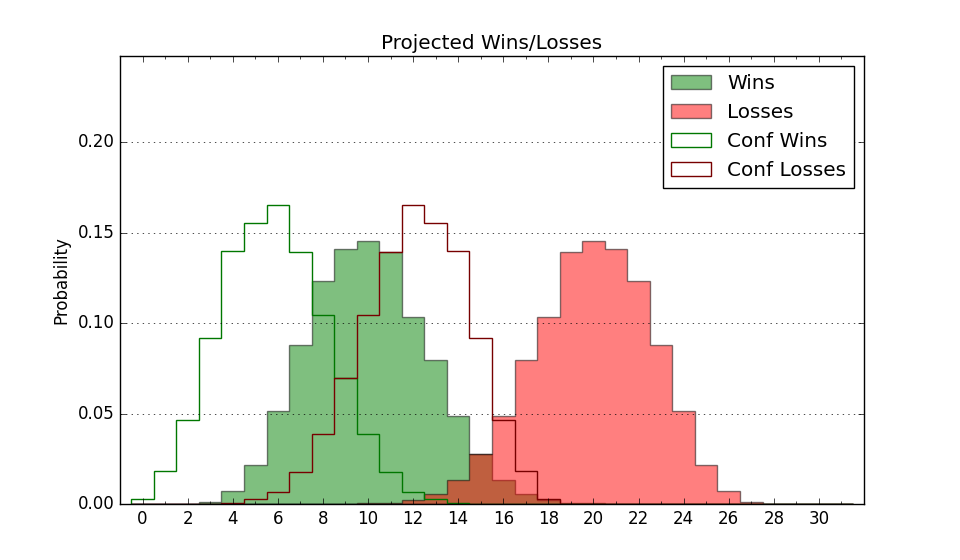 Projected Wins/Losses
Wins
Losses
Conf Wins
Conf Losses
Probability
0.20
0.15
0.10
0.05
0.00
0 2 4 6 8 10 12 14 16 18 20 22 24 26 28 30